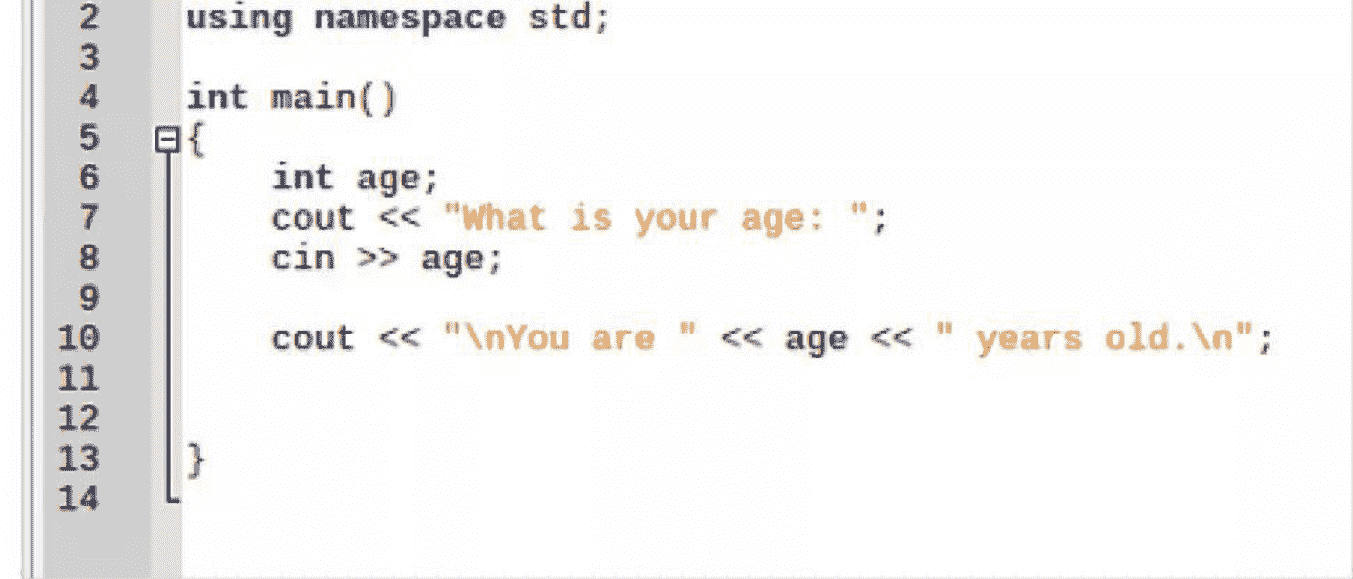 2 using namespace std;
3
4 int main()
5 {
6     int age;
7     cout << "What is your age: ";
8     cin >> age;
9
10     cout << "\nYou are " << age << " years old.\n";
11
12
13 }
14